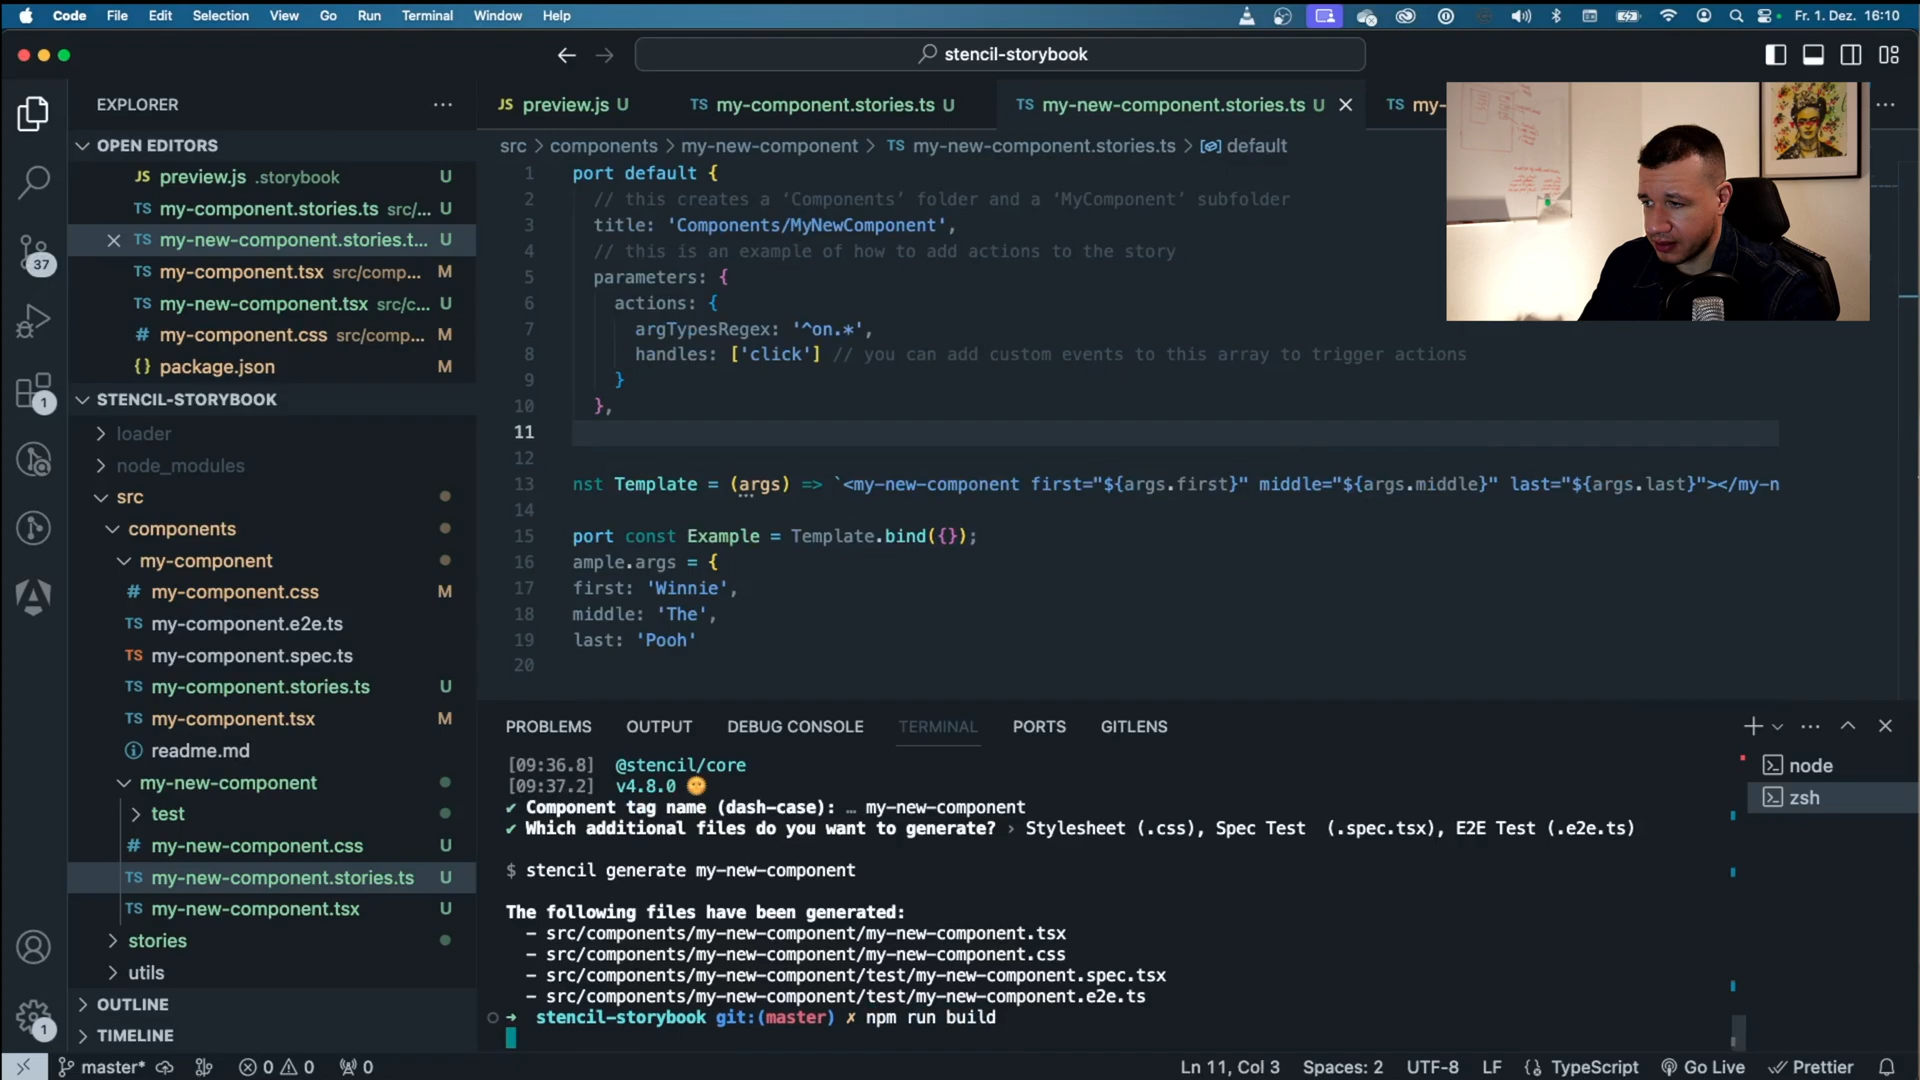 Code File Edit Selection View Go Run Terminal Window Help Fr. 1. Dez. 16:10
stencil-storybook
EXPLORER
OPEN EDITORS
JS preview.js .storybook U
TS my-component.stories.ts src/... U
TS my-new-component.stories.t... U
TS my-component.tsx src/comp... M
TS my-new-component.tsx src/c... U
# my-component.css src/comp... M
{} package.json M
STENCIL-STORYBOOK
loader
node_modules
src
components
my-component
# my-component.css M
TS my-component.e2e.ts
TS my-component.spec.ts
TS my-component.stories.ts U
TS my-component.tsx M
readme.md
my-new-component
test
# my-new-component.css U
TS my-new-component.stories.ts U
TS my-new-component.tsx U
stories
utils
OUTLINE
TIMELINE
37
1
1
JS preview.js U TS my-component.stories.ts U TS my-new-component.stories.ts U TS my-
src > components > my-new-component > TS my-new-component.stories.ts > default
1 port default {
2 // this creates a ‘Components’ folder and a ‘MyComponent’ subfolder
3 title: 'Components/MyNewComponent',
4 // this is an example of how to add actions to the story
5 parameters: {
6 actions: {
7 argTypesRegex: '^on.*',
8 handles: ['click'] // you can add custom events to this array to trigger actions
9 }
10 },
11
12
13 nst Template = (args) => `<my-new-component first="${args.first}" middle="${args.middle}" last="${args.last}"></my-n
14
15 port const Example = Template.bind({});
16 ample.args = {
17 first: 'Winnie',
18 middle: 'The',
19 last: 'Pooh'
20
PROBLEMS OUTPUT DEBUG CONSOLE TERMINAL PORTS GITLENS
[09:36.8] @stencil/core
[09:37.2] v4.8.0 🌞
✔ Component tag name (dash-case): … my-new-component
✔ Which additional files do you want to generate? › Stylesheet (.css), Spec Test (.spec.tsx), E2E Test (.e2e.ts)
$ stencil generate my-new-component
The following files have been generated:
- src/components/my-new-component/my-new-component.tsx
- src/components/my-new-component/my-new-component.css
- src/components/my-new-component/test/my-new-component.spec.tsx
- src/components/my-new-component/test/my-new-component.e2e.ts
➜ stencil-storybook git:(master) ✗ npm run build
node
zsh
master* 0 0 0 Ln 11, Col 3 Spaces: 2 UTF-8 LF {} TypeScript Go Live Prettier